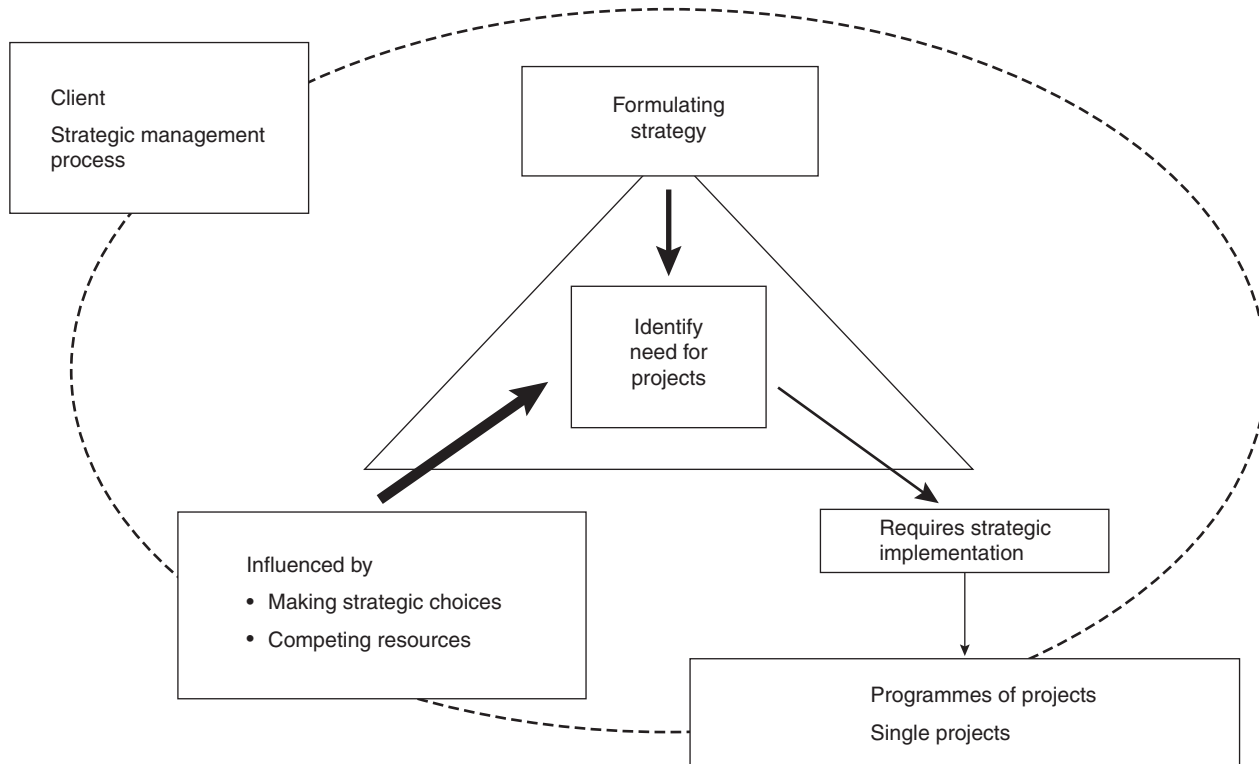 Client
Strategic management
process
Formulating
strategy
Identify
need for
projects
Influenced by
• Making strategic choices
• Competing resources
Requires strategic
implementation
Programmes of projects
Single projects